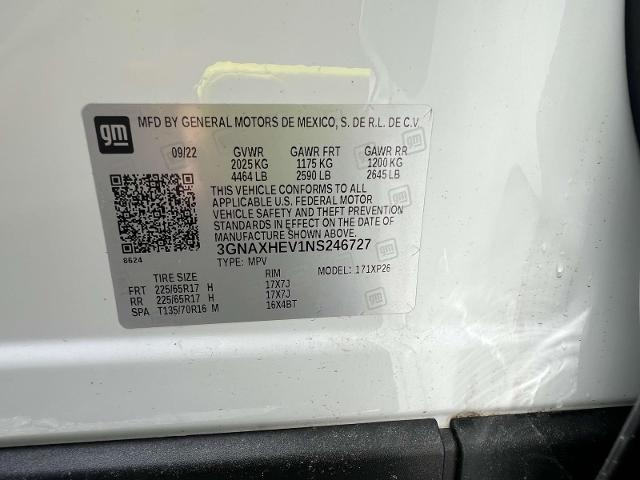 gm
MFD BY GENERAL MOTORS DE MEXICO, S. DE R.L. DE C.V.
09/22 GVWR GAWR FRT GAWR RR
2025 KG 1175 KG 1200 KG
4464 LB 2590 LB 2645 LB
THIS VEHICLE CONFORMS TO ALL
APPLICABLE U.S. FEDERAL MOTOR
VEHICLE SAFETY AND THEFT PREVENTION
STANDARDS IN EFFECT ON THE DATE OF
MANUFACTURE SHOWN ABOVE.
3GNAXHEV1NS246727
8624 TYPE: MPV MODEL: 1?1XP26
TIRE SIZE RIM
FRT 225/65R17 H 17X7J
RR 225/65R17 H 17X7J
SPA T135/70R16 M 16X4BT